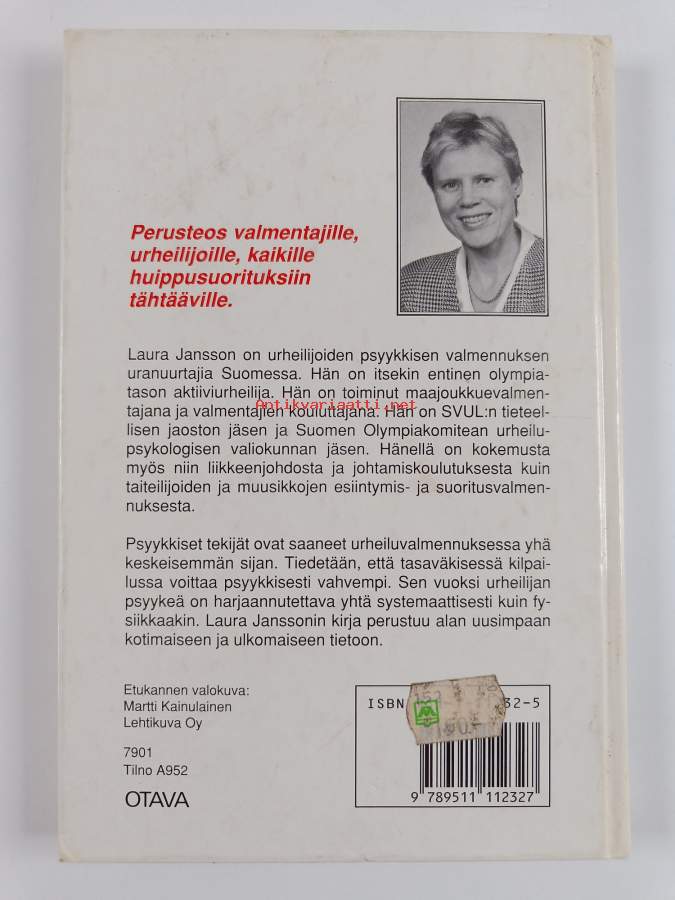 Perusteos valmentajille,
urheilijoille, kaikille
huippusuorituksiin
tähtääville.
Laura Jansson on urheilijoiden psyykkisen valmennuksen
uranuurtajia Suomessa. Hän on itsekin entinen olympia-
tason aktiiviurheilija. Hän on toiminut maajoukkuevalmen-
tajana ja valmentajien kouluttajana. Hän on SVUL:n tieteel-
Antikvariaatti.net
lisen jaoston jäsen ja Suomen Olympiakomitean urheilu-
psykologisen valiokunnan jäsen. Hänellä on kokemusta
myös niin liikkeenjohdosta ja johtamiskoulutuksesta kuin
taiteilijoiden ja muusikkojen esiintymis- ja suoritusvalmen-
nuksesta.
Psyykkiset tekijät ovat saaneet urheiluvalmennuksessa yhä
keskeisemmän sijan. Tiedetään, että tasaväkisessä kilpai-
lussa voittaa psyykkisesti vahvempi. Sen vuoksi urheilijan
psyykeä on harjaannutettava yhtä systemaattisesti kuin fy-
siikkaakin. Laura Janssonin kirja perustuu alan uusimpaan
kotimaiseen ja ulkomaiseen tietoon.
Etukannen valokuva:
Martti Kainulainen
Lehtikuva Oy
7901
Tilno A952
OTAVA
ISBN 32-5
9 789511 112327